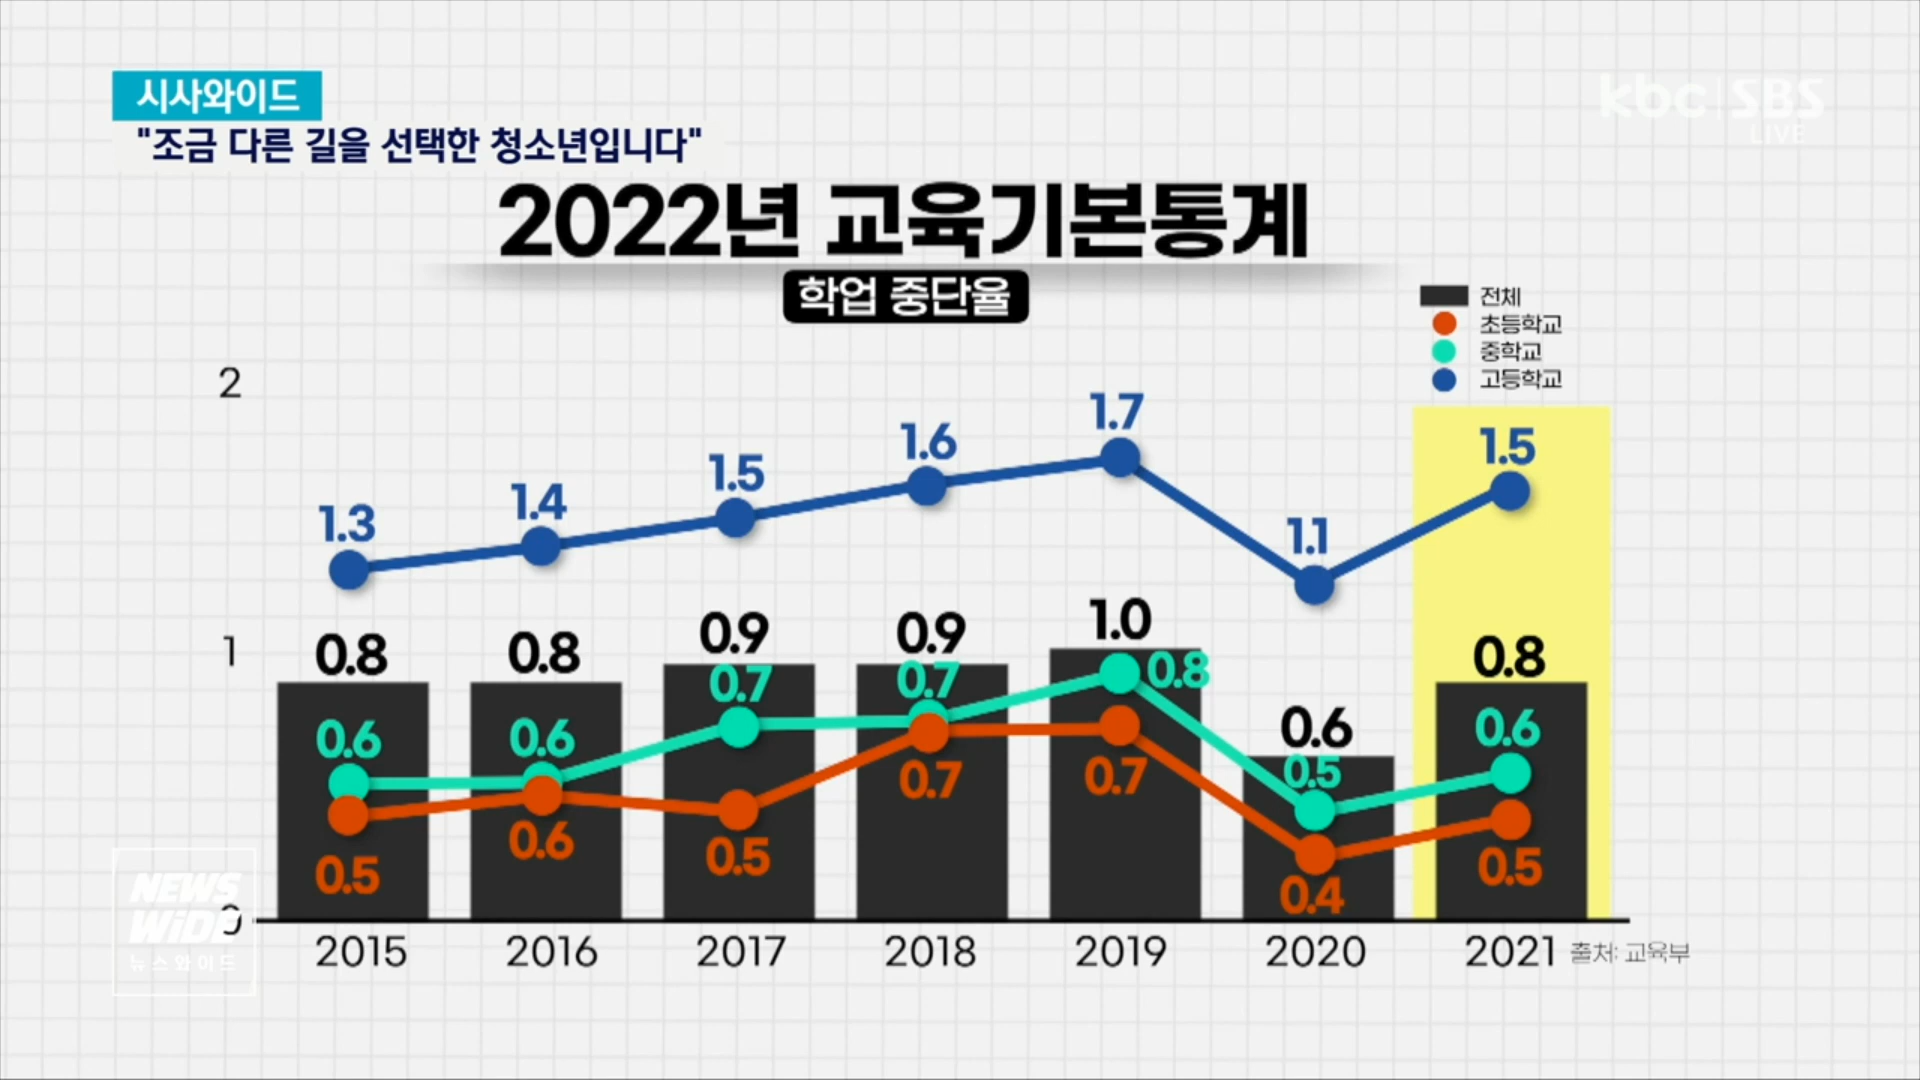 시사와이드
"조금 다른 길을 선택한 청소년입니다"
kbc | SBS
LIVE
2022년 교육기본통계
학업 중단율
전체
초등학교
중학교
고등학교
2
1
0
1.3 1.4 1.5 1.6 1.7 1.1 1.5
0.8 0.8 0.9 0.9 1.0 0.6 0.8
0.6 0.6 0.7 0.7 0.8 0.5 0.6
0.5 0.6 0.5 0.7 0.7 0.4 0.5
2015 2016 2017 2018 2019 2020 2021
출처: 교육부
NEWS
WiDE
뉴스와이드